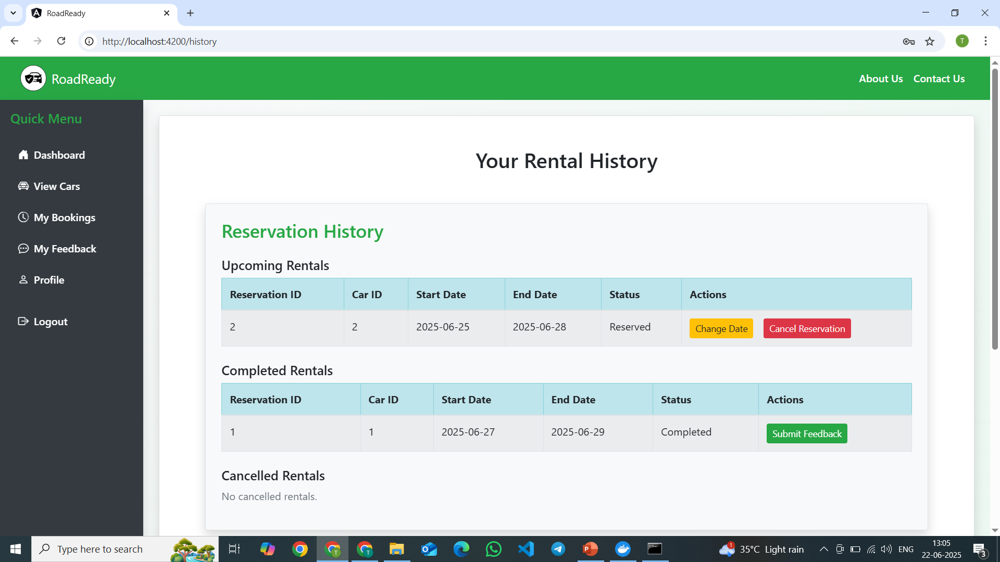 RoadReady
http://localhost:4200/history
T
RoadReady
About Us Contact Us
Quick Menu
Dashboard
View Cars
My Bookings
My Feedback
Profile
Logout
Your Rental History
Reservation History
Upcoming Rentals
Reservation ID Car ID Start Date End Date Status Actions
2 2 2025-06-25 2025-06-28 Reserved Change Date Cancel Reservation
Completed Rentals
Reservation ID Car ID Start Date End Date Status Actions
1 1 2025-06-27 2025-06-29 Completed Submit Feedback
Cancelled Rentals
No cancelled rentals.
Type here to search
1
35°C Light rain
ENG
13:05
22-06-2025
3